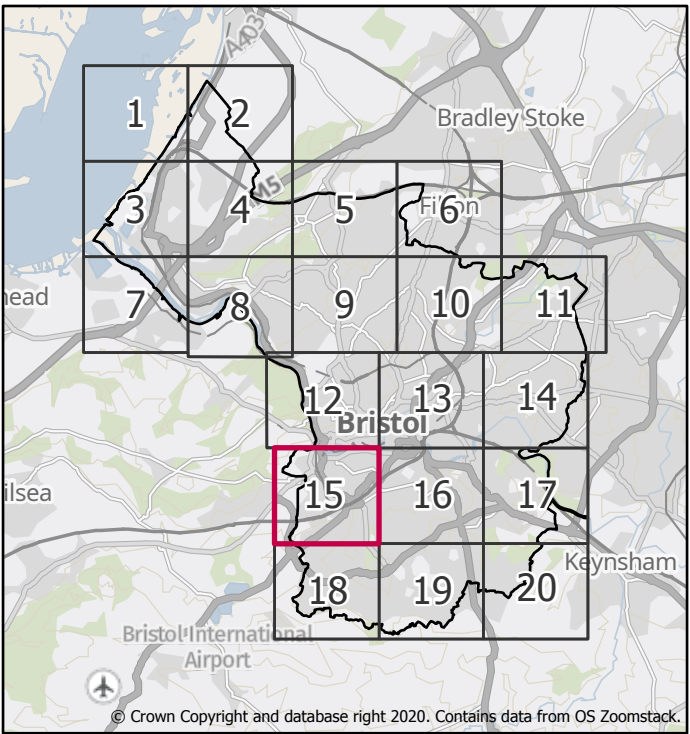 A403
1
2
Bradley Stoke
M5
3
4
5
6
Filton
7
8
9
10
11
ead
12
13
14
Bristol
ilsea
15
16
17
Keynsham
18
19
20
Bristol International
Airport
© Crown Copyright and database right 2020. Contains data from OS Zoomstack.